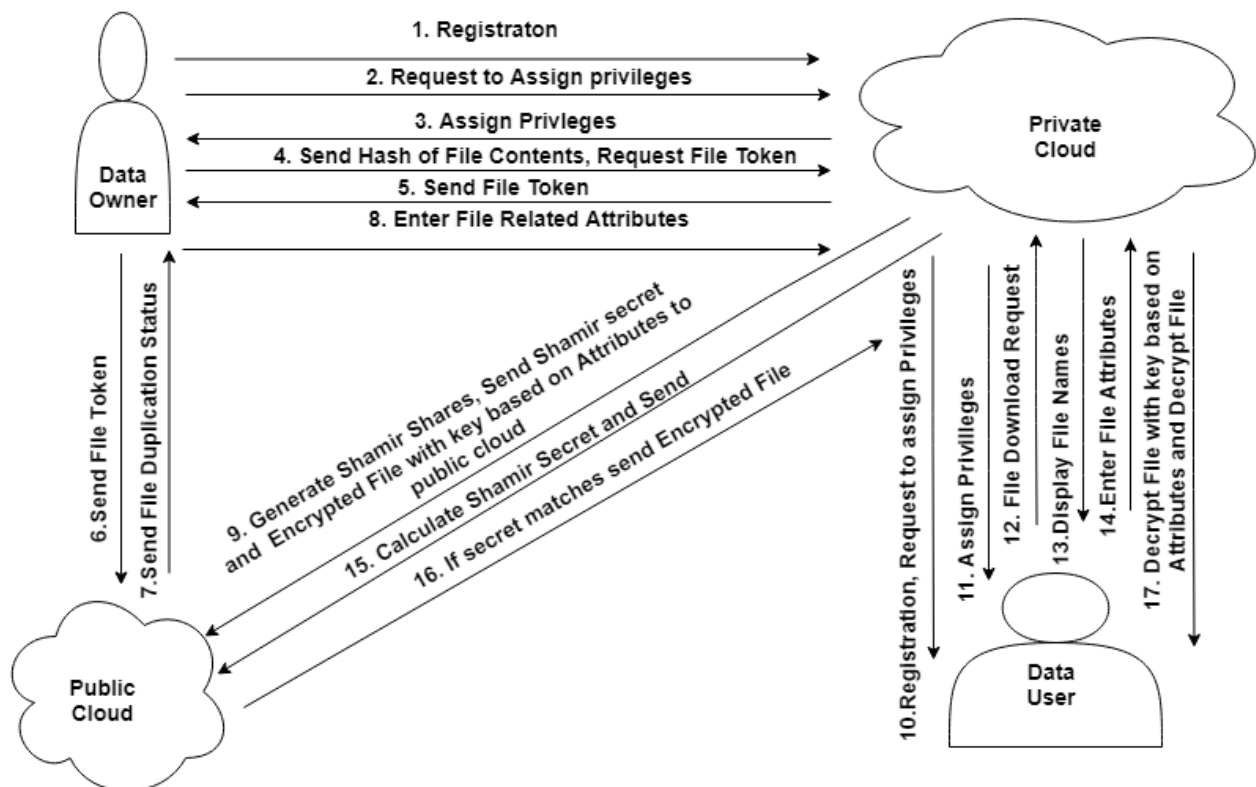 1. Registraton
2. Request to Assign privileges
3. Assign Privleges
4. Send Hash of File Contents, Request File Token
5. Send File Token
8. Enter File Related Attributes
Data
Owner
Private
Cloud
6.Send File Token
7.Send File Duplication Status
9. Generate Shamir Shares, Send Shamir secret
and Encrypted File with key based on Attributes to
public cloud
15. Calculate Shamir Secret and Send
16. If secret matches send Encrypted File
10.Registration, Request to assign Privileges
11. Assign Privilleges
12. File Download Request
13.Display File Names
14.Enter File Attributes
17. Decrypt File with key based on
Attributes and Decrypt File
Public
Cloud
Data
User